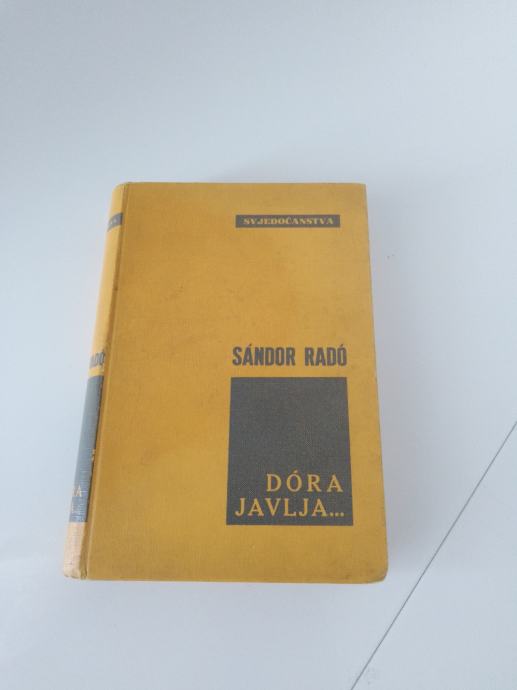 SVJEDOČANSTVA
SÁNDOR RADÓ
DÓRA
JAVLJA...